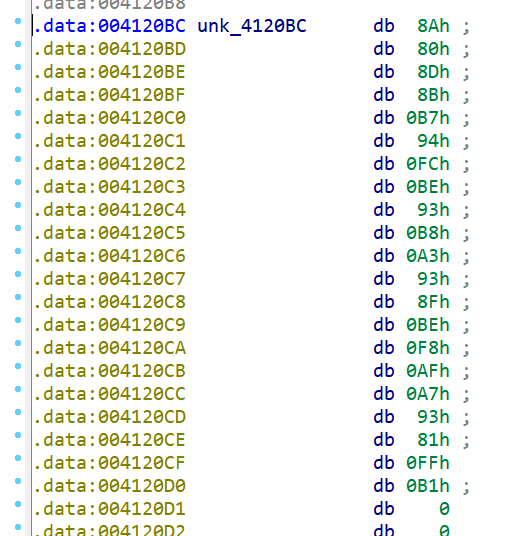 .data:004120B8
.data:004120BC unk_4120BC db 8Ah ;
.data:004120BD db 80h ;
.data:004120BE db 8Dh ;
.data:004120BF db 8Bh ;
.data:004120C0 db 0B7h ;
.data:004120C1 db 94h ;
.data:004120C2 db 0FCh ;
.data:004120C3 db 0BEh ;
.data:004120C4 db 93h ;
.data:004120C5 db 0B8h ;
.data:004120C6 db 0A3h ;
.data:004120C7 db 93h ;
.data:004120C8 db 8Fh ;
.data:004120C9 db 0BEh ;
.data:004120CA db 0F8h ;
.data:004120CB db 0AFh ;
.data:004120CC db 0A7h ;
.data:004120CD db 93h ;
.data:004120CE db 81h ;
.data:004120CF db 0FFh
.data:004120D0 db 0B1h ;
.data:004120D1 db 0
.data:004120D2 db 0